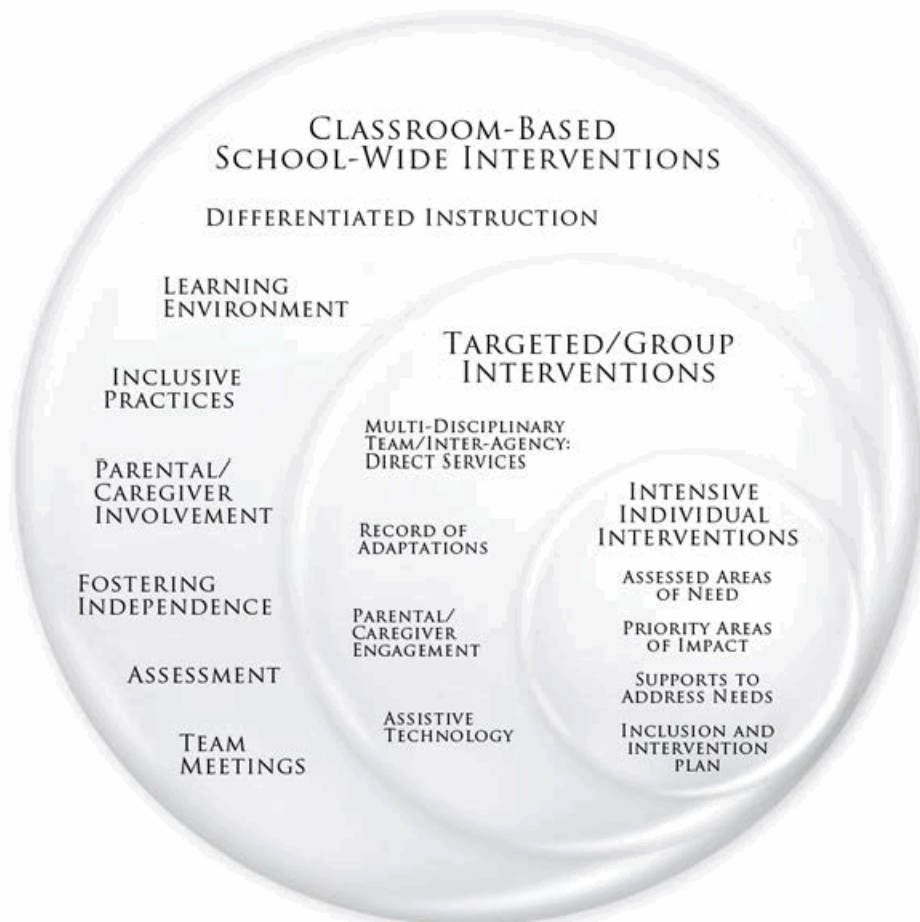 CLASSROOM-BASED
SCHOOL-WIDE INTERVENTIONS
DIFFERENTIATED INSTRUCTION
LEARNING
ENVIRONMENT
INCLUSIVE
PRACTICES
PARENTAL/
CAREGIVER
INVOLVEMENT
FOSTERING
INDEPENDENCE
ASSESSMENT
TEAM
MEETINGS
TARGETED/GROUP
INTERVENTIONS
MULTI-DISCIPLINARY
TEAM/INTER-AGENCY:
DIRECT SERVICES
RECORD OF
ADAPTATIONS
PARENTAL/
CAREGIVER
ENGAGEMENT
ASSISTIVE
TECHNOLOGY
INTENSIVE
INDIVIDUAL
INTERVENTIONS
ASSESSED AREAS
OF NEED
PRIORITY AREAS
OF IMPACT
SUPPORTS TO
ADDRESS NEEDS
INCLUSION AND
INTERVENTION
PLAN